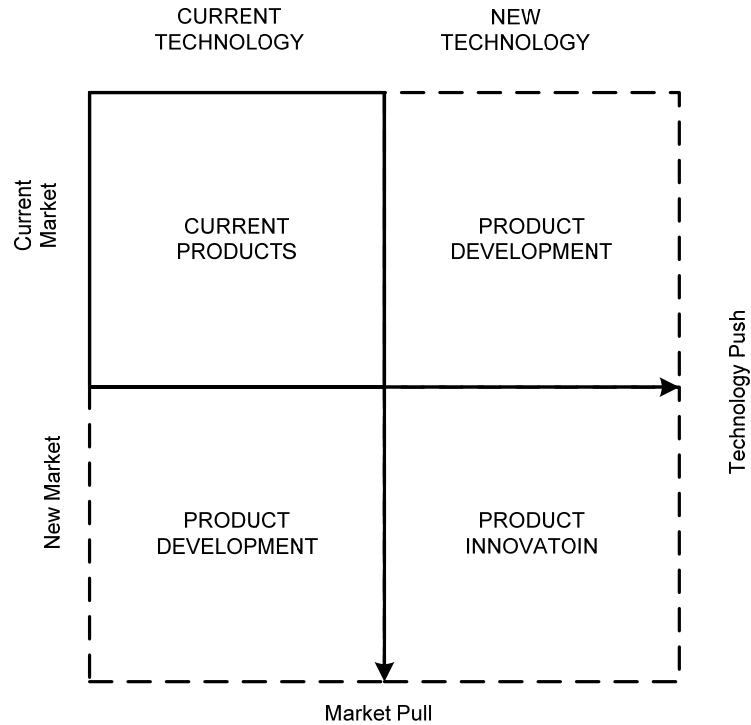 CURRENT
TECHNOLOGY
NEW
TECHNOLOGY
Current
Market
CURRENT
PRODUCTS
PRODUCT
DEVELOPMENT
Technology Push
New Market
PRODUCT
DEVELOPMENT
PRODUCT
INNOVATOIN
Market Pull